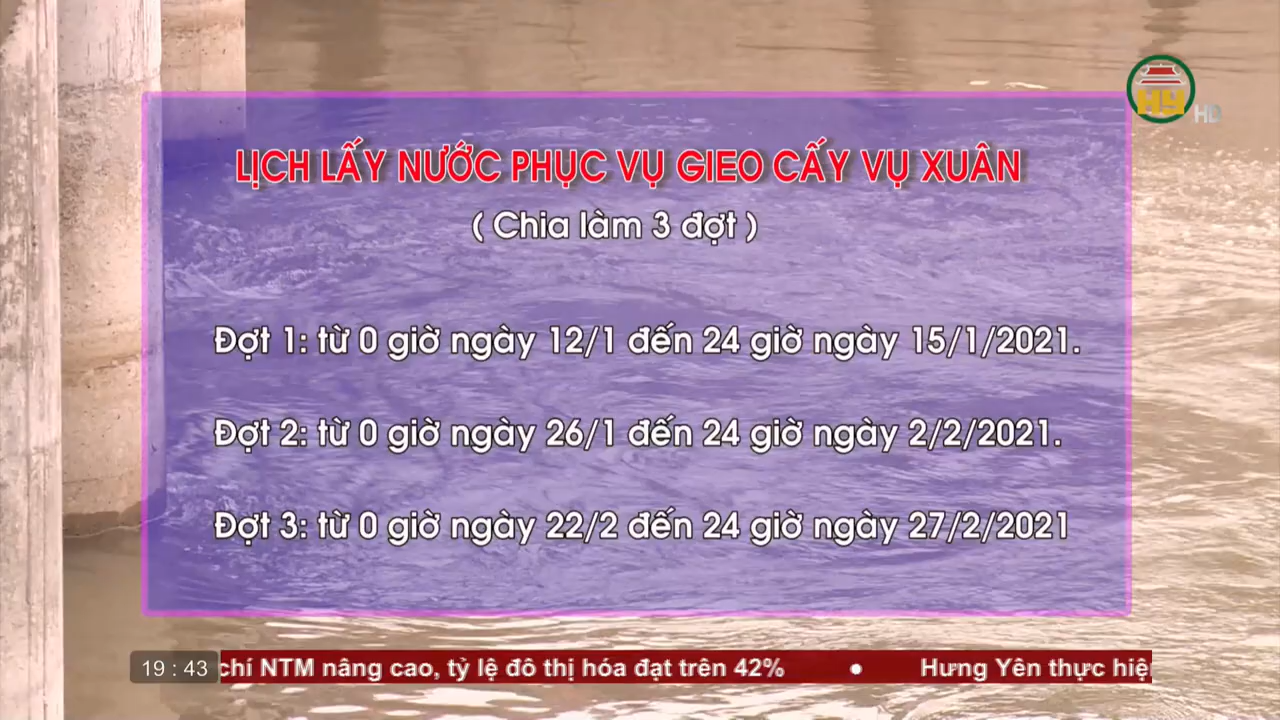 HY
HD
LỊCH LẤY NƯỚC PHỤC VỤ GIEO CẤY VỤ XUÂN
( Chia làm 3 đợt )
Đợt 1: từ 0 giờ ngày 12/1 đến 24 giờ ngày 15/1/2021.
Đợt 2: từ 0 giờ ngày 26/1 đến 24 giờ ngày 2/2/2021.
Đợt 3: từ 0 giờ ngày 22/2 đến 24 giờ ngày 27/2/2021
19 : 43 chí NTM nâng cao, tỷ lệ đô thị hóa đạt trên 42% • Hưng Yên thực hiện